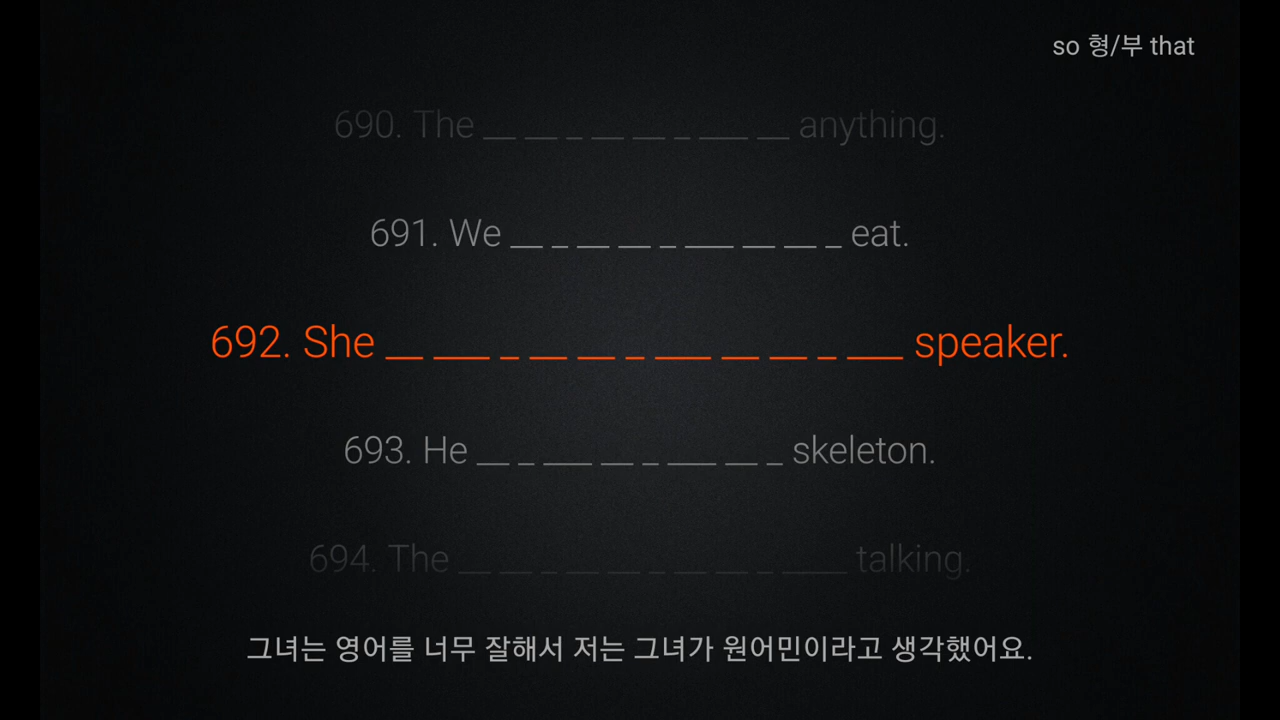 so 형/부 that
690. The __ __ _ __ __ _ ___ __ anything.
691. We __ _ __ __ _ ___ __ __ _ eat.
692. She __ ___ _ __ __ _ ___ __ __ _ ___ speaker.
693. He __ _ ___ __ _ ___ __ _ skeleton.
694. The __ __ _ __ __ _ __ __ _ ____ talking.
그녀는 영어를 너무 잘해서 저는 그녀가 원어민이라고 생각했어요.